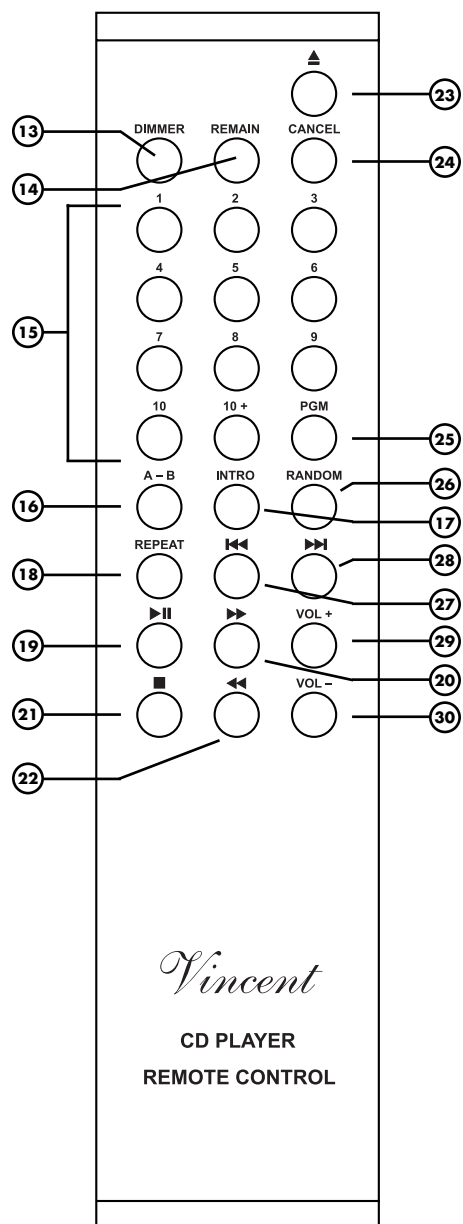 ⏏
23
13 DIMMER REMAIN CANCEL
14 24
1 2 3
4 5 6
15
7 8 9
10 10 + PGM
25
A – B INTRO RANDOM 26
16 17
REPEAT ⏮ ⏭ 28
18 27
▶❚❚ ▶▶ VOL + 29
19 20
■ ◀◀ VOL –
21 30
22
Vincent
CD PLAYER
REMOTE CONTROL